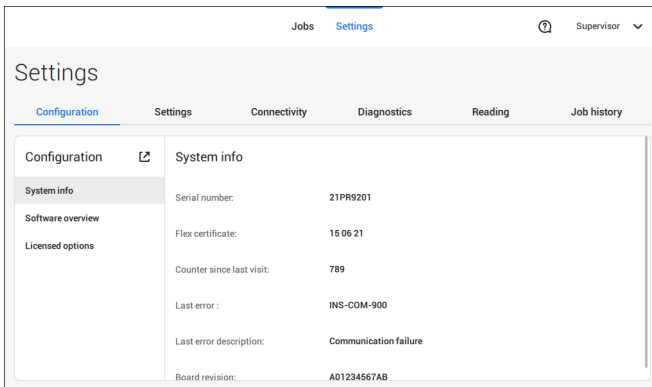 Jobs Settings Supervisor
Settings
Configuration Settings Connectivity Diagnostics Reading Job history
Configuration System info
System info
Serial number: 21PR9201
Software overview
Flex certificate: 15 06 21
Licensed options
Counter since last visit: 789
Last error : INS-COM-900
Last error description: Communication failure
Board revision: A01234567AB